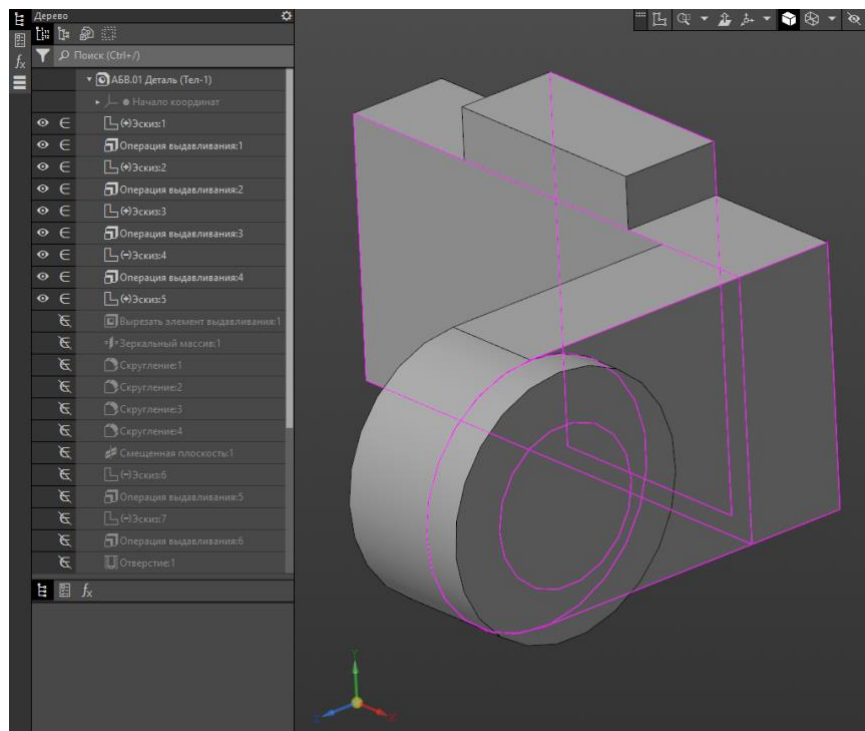 Дерево
Поиск (Ctrl+/)
АБВ.01 Деталь (Тел-1)
Начало координат
(+)Эскиз:1
Операция выдавливания:1
(+)Эскиз:2
Операция выдавливания:2
(+)Эскиз:3
Операция выдавливания:3
(-)Эскиз:4
Операция выдавливания:4
(+)Эскиз:5
Вырезать элемент выдавливания:1
Зеркальный массив:1
Скругление:1
Скругление:2
Скругление:3
Скругление:4
Смещенная плоскость:1
(-)Эскиз:6
Операция выдавливания:5
(-)Эскиз:7
Операция выдавливания:6
Отверстие:1
fx
Y
Z
X